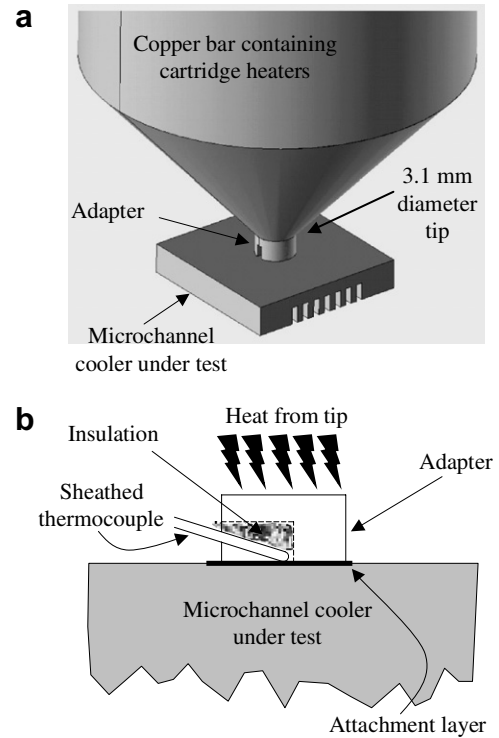 a
Copper bar containing
cartridge heaters
3.1 mm
diameter
tip
Adapter
Microchannel
cooler under test
b
Heat from tip
Insulation
Adapter
Sheathed
thermocouple
Microchannel cooler
under test
Attachment layer